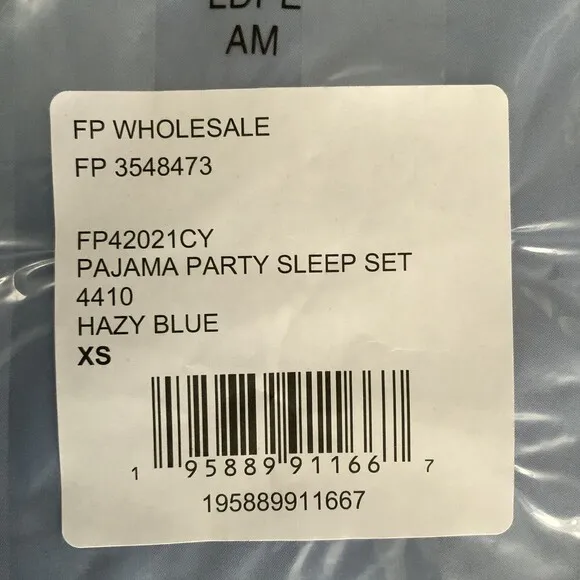 LDPE
AM
FP WHOLESALE
FP 3548473
FP42021CY
PAJAMA PARTY SLEEP SET
4410
HAZY BLUE
XS
1 95889 91166 7
195889911667